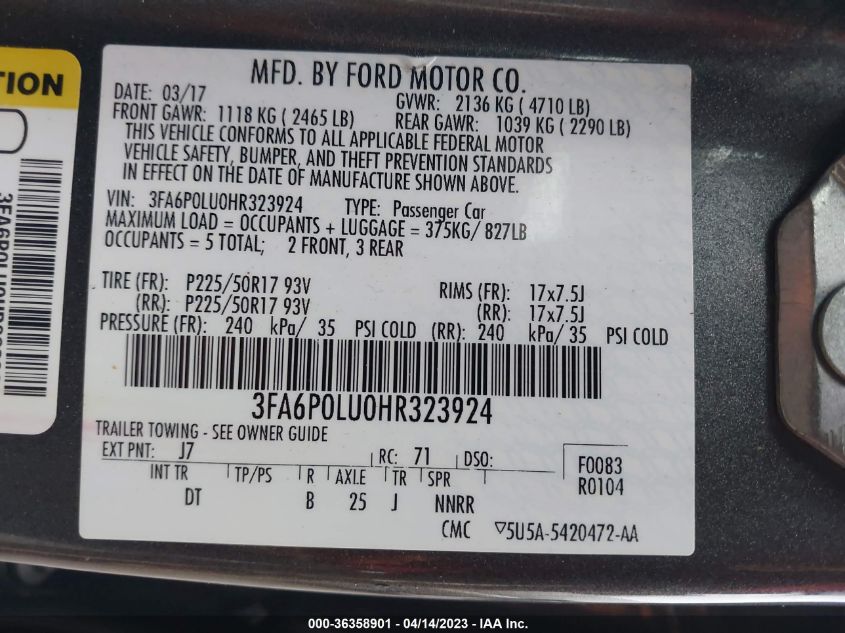 TION
3FA6P0LU0HR
MFD. BY FORD MOTOR CO.
DATE: 03/17 GVWR: 2136 KG ( 4710 LB)
FRONT GAWR: 1118 KG ( 2465 LB) REAR GAWR: 1039 KG ( 2290 LB)
THIS VEHICLE CONFORMS TO ALL APPLICABLE FEDERAL MOTOR
VEHICLE SAFETY, BUMPER, AND THEFT PREVENTION STANDARDS
IN EFFECT ON THE DATE OF MANUFACTURE SHOWN ABOVE.
VIN: 3FA6P0LU0HR323924 TYPE: Passenger Car
MAXIMUM LOAD = OCCUPANTS + LUGGAGE = 375KG/ 827LB
OCCUPANTS = 5 TOTAL; 2 FRONT, 3 REAR
TIRE (FR): P225/50R17 93V RIMS (FR): 17x7.5J
(RR): P225/50R17 93V (RR): 17x7.5J
PRESSURE (FR): 240 kPa/ 35 PSI COLD (RR): 240 kPa/ 35 PSI COLD
3FA6P0LU0HR323924
TRAILER TOWING - SEE OWNER GUIDE
EXT PNT: J7 RC: 71 DSO: F0083
INT TR TP/PS R AXLE TR SPR R0104
DT B 25 J NNRR
CMC ▽5U5A-5420472-AA
000-36358901 - 04/14/2023 - IAA Inc.